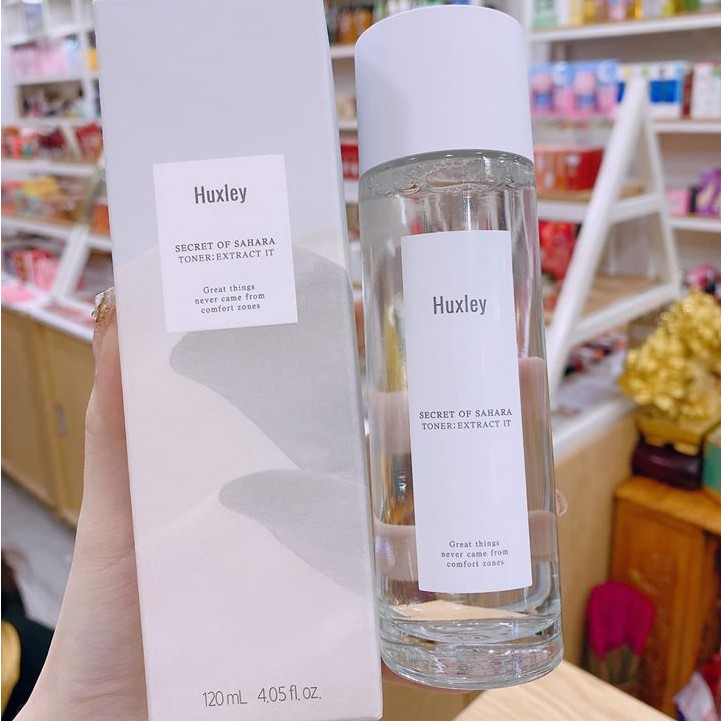 Huxley
SECRET OF SAHARA
TONER;EXTRACT IT
Great things
never came from
comfort zones
120 mL 4.05 fl. oz.
Huxley
SECRET OF SAHARA
TONER;EXTRACT IT
Great things
never came from
comfort zones